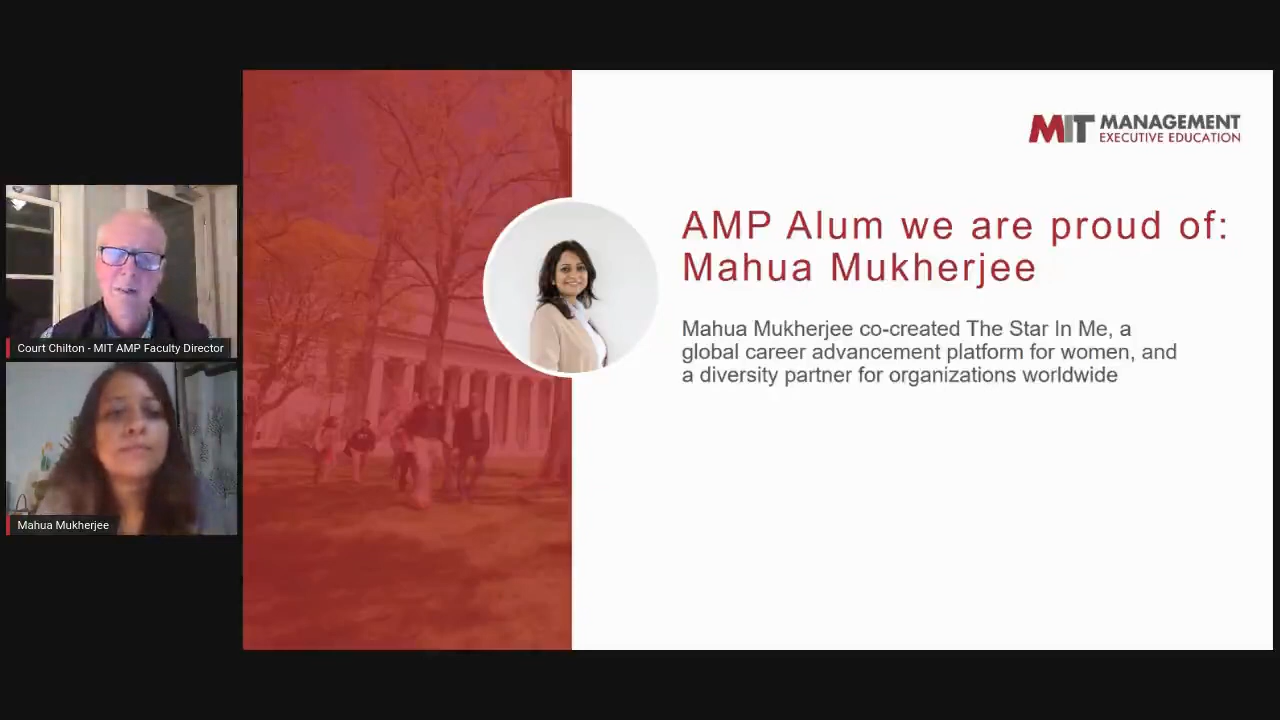 MIT MANAGEMENT
EXECUTIVE EDUCATION
AMP Alum we are proud of:
Mahua Mukherjee
Mahua Mukherjee co-created The Star In Me, a
global career advancement platform for women, and
a diversity partner for organizations worldwide
Court Chilton - MIT AMP Faculty Director
Mahua Mukherjee